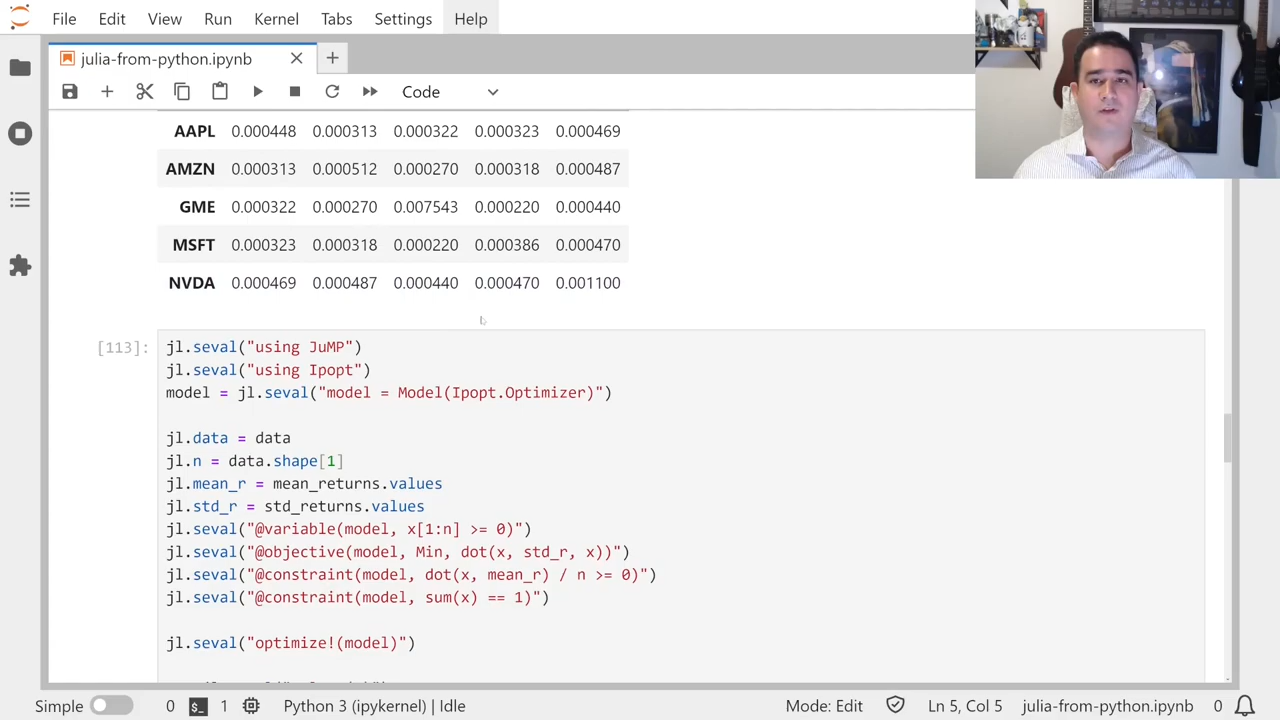 File Edit View Run Kernel Tabs Settings Help
julia-from-python.ipynb
Code
AAPL 0.000448 0.000313 0.000322 0.000323 0.000469
AMZN 0.000313 0.000512 0.000270 0.000318 0.000487
GME 0.000322 0.000270 0.007543 0.000220 0.000440
MSFT 0.000323 0.000318 0.000220 0.000386 0.000470
NVDA 0.000469 0.000487 0.000440 0.000470 0.001100
[113]:
jl.seval("using JuMP")
jl.seval("using Ipopt")
model = jl.seval("model = Model(Ipopt.Optimizer)")
jl.data = data
jl.n = data.shape[1]
jl.mean_r = mean_returns.values
jl.std_r = std_returns.values
jl.seval("@variable(model, x[1:n] >= 0)")
jl.seval("@objective(model, Min, dot(x, std_r, x))")
jl.seval("@constraint(model, dot(x, mean_r) / n >= 0)")
jl.seval("@constraint(model, sum(x) == 1)")
jl.seval("optimize!(model)")
Simple 0 1 Python 3 (ipykernel) | Idle Mode: Edit Ln 5, Col 5 julia-from-python.ipynb 0